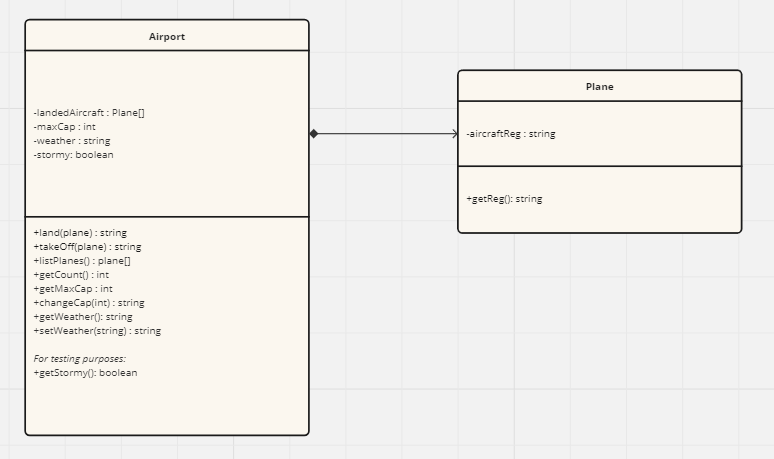 Airport
-landedAircraft : Plane[]
-maxCap : int
-weather : string
-stormy: boolean
+land(plane) : string
+takeOff(plane) : string
+listPlanes() : plane[]
+getCount() : int
+getMaxCap : int
+changeCap(int) : string
+getWeather(): string
+setWeather(string) : string
For testing purposes:
+getStormy(): boolean
Plane
-aircraftReg : string
+getReg(): string